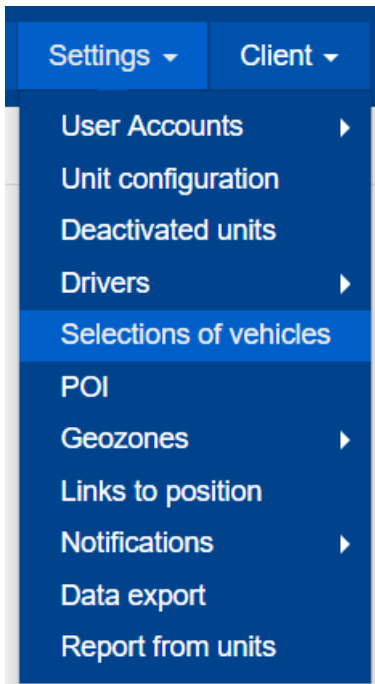 Settings Client
User Accounts
Unit configuration
Deactivated units
Drivers
Selections of vehicles
POI
Geozones
Links to position
Notifications
Data export
Report from units